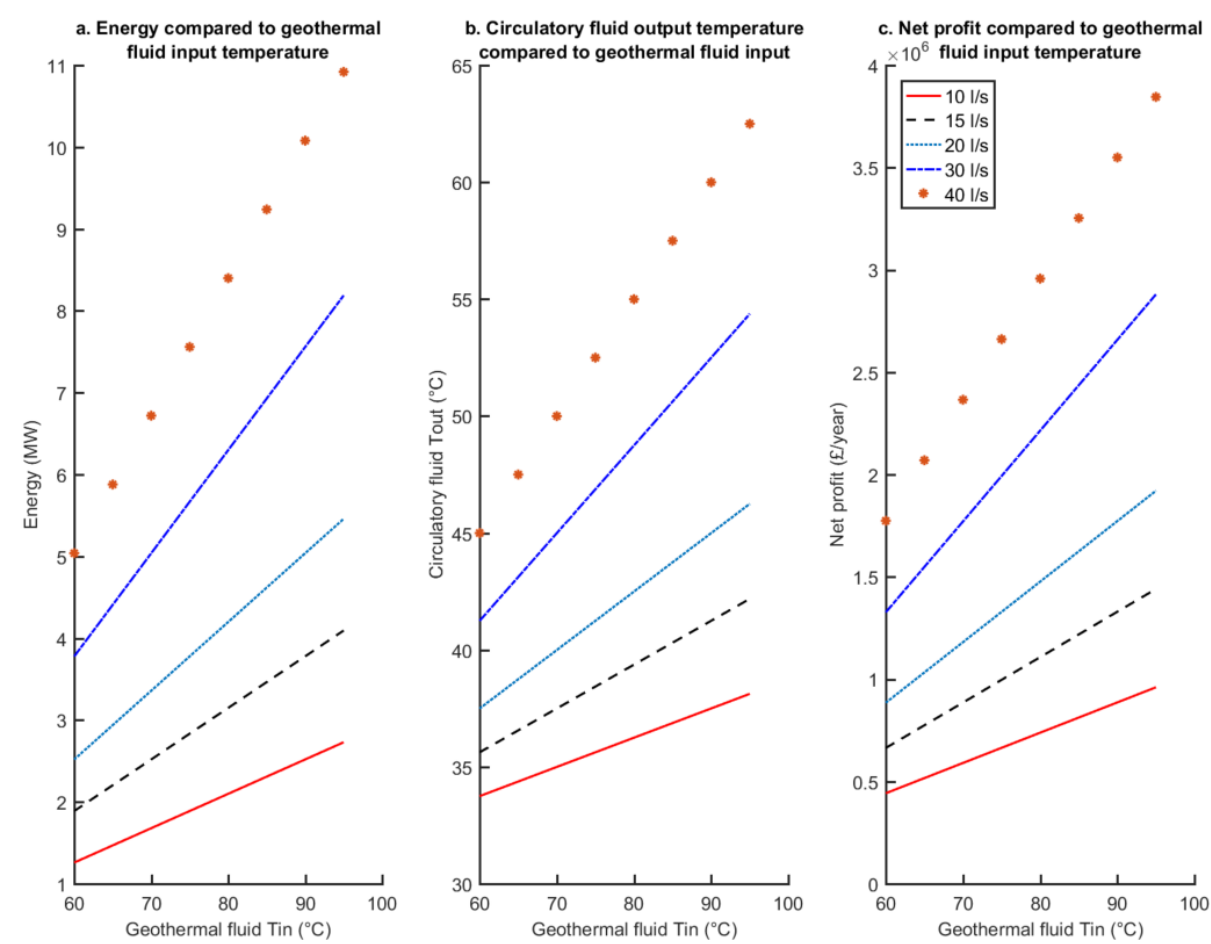 a. Energy compared to geothermal
fluid input temperature
11
10
9
8
7
6
5
4
3
2
1
Energy (MW)
60 70 80 90 100
Geothermal fluid Tin (°C)
b. Circulatory fluid output temperature
compared to geothermal fluid input
65
60
55
50
45
40
35
30
Circulatory fluid Tout (°C)
60 70 80 90 100
Geothermal fluid Tin (°C)
c. Net profit compared to geothermal
fluid input temperature
×10⁶
4
3.5
3
2.5
2
1.5
1
0.5
0
Net profit (£/year)
10 l/s
15 l/s
20 l/s
30 l/s
40 l/s
60 70 80 90 100
Geothermal fluid Tin (°C)